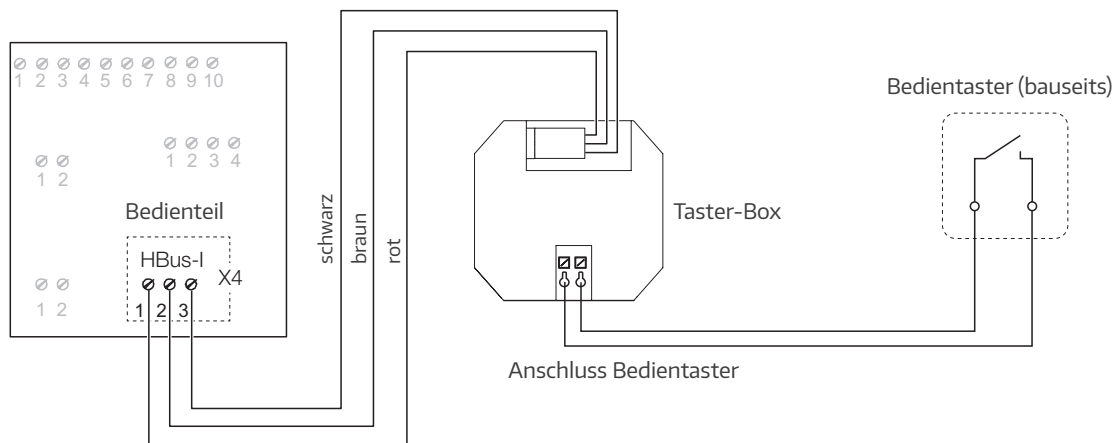 1 2 3 4 5 6 7 8 9 10
Bedientaster (bauseits)
1 2 3 4
1 2
Bedienteil
schwarz
braun
rot
Taster-Box
HBus-I
X4
1 2
1 2 3
Anschluss Bedientaster